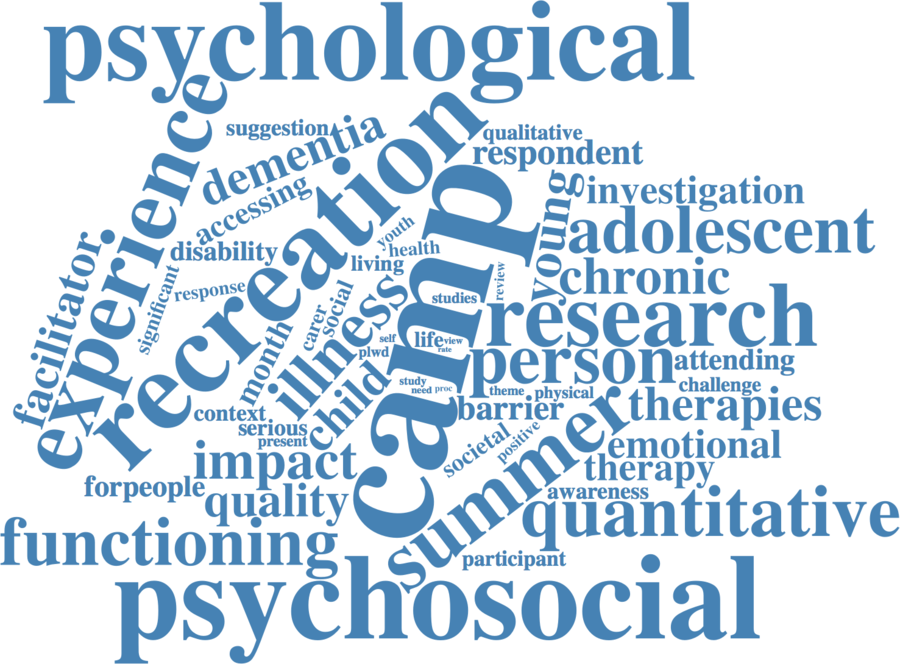 psychological
experience
suggestion
dementia
recreation
qualitative
respondent
accessing
young
investigation
adolescent
youth
health
disability
living
facilitator
significant
response
camp
chronic
review
carer
social
illness
studies
research
month
self
life
view
rate
plwd
person
attending
child
study
need
proc
theme
physical
challenge
context
serious
present
barrier
summer
therapies
societal
positive
emotional
impact
therapy
forpeople
quality
awareness
quantitative
functioning
participant
psychosocial